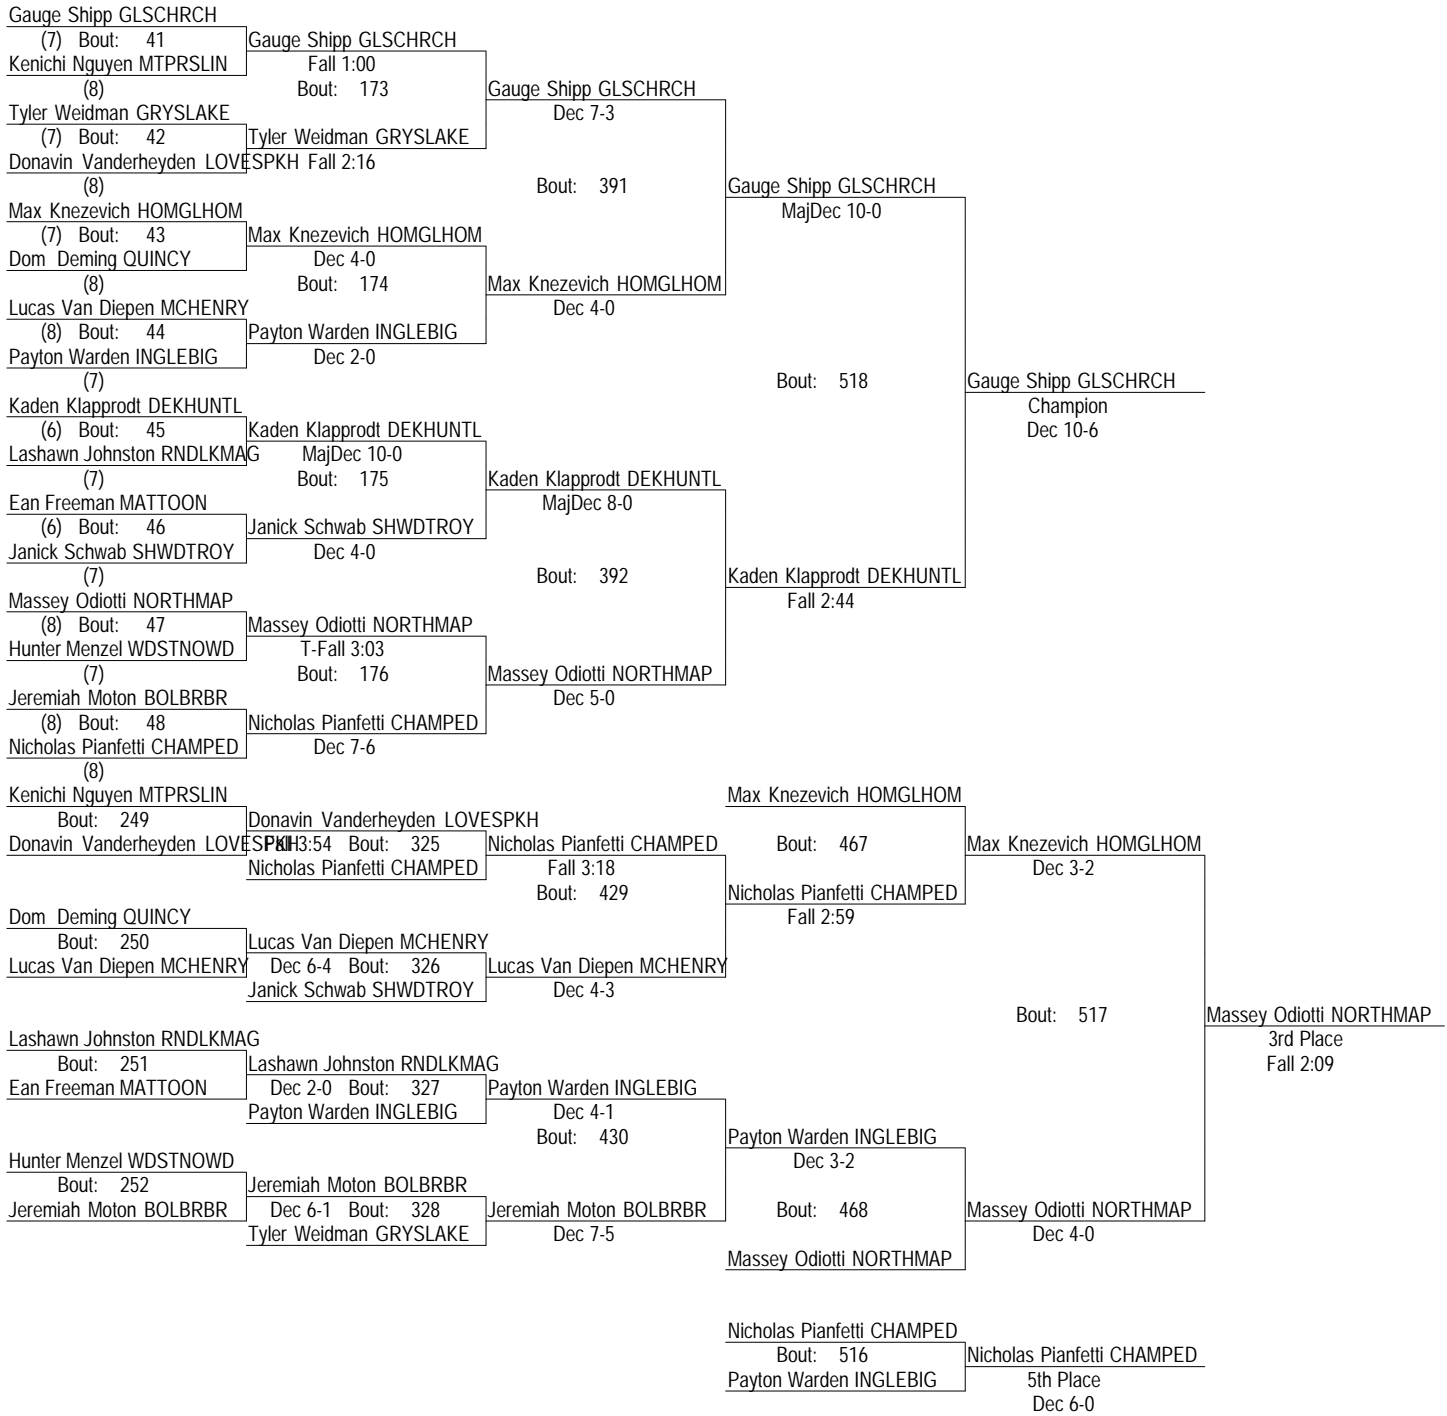 Gauge Shipp GLSCHRCH
(7) Bout: 41
Kenichi Nguyen MTPRSLIN
(8)
Tyler Weidman GRYSLAKE
(7) Bout: 42
Donavin Vanderheyden LOVESPKH
(8)
Max Knezevich HOMGLHOM
(7) Bout: 43
Dom Deming QUINCY
(8)
Lucas Van Diepen MCHENRY
(8) Bout: 44
Payton Warden INGLEBIG
(7)
Kaden Klapprodt DEKHUNTL
(6) Bout: 45
Lashawn Johnston RNDLKMAG
(7)
Ean Freeman MATTOON
(6) Bout: 46
Janick Schwab SHWDTROY
(7)
Massey Odiotti NORTHMAP
(8) Bout: 47
Hunter Menzel WDSTNOWD
(7)
Jeremiah Moton BOLBRBR
(8) Bout: 48
Nicholas Pianfetti CHAMPED
(8)
Gauge Shipp GLSCHRCH
Fall 1:00
Bout: 173
Tyler Weidman GRYSLAKE
Fall 2:16
Max Knezevich HOMGLHOM
Dec 4-0
Bout: 174
Payton Warden INGLEBIG
Dec 2-0
Kaden Klapprodt DEKHUNTL
MajDec 10-0
Bout: 175
Janick Schwab SHWDTROY
Dec 4-0
Massey Odiotti NORTHMAP
T-Fall 3:03
Bout: 176
Nicholas Pianfetti CHAMPED
Dec 7-6
Gauge Shipp GLSCHRCH
Dec 7-3
Bout: 391
Max Knezevich HOMGLHOM
Dec 4-0
Kaden Klapprodt DEKHUNTL
MajDec 8-0
Bout: 392
Massey Odiotti NORTHMAP
Dec 5-0
Gauge Shipp GLSCHRCH
MajDec 10-0
Bout: 518
Kaden Klapprodt DEKHUNTL
Fall 2:44
Gauge Shipp GLSCHRCH
Champion
Dec 10-6
Kenichi Nguyen MTPRSLIN
Bout: 249
Donavin Vanderheyden LOVESPKH
Dom Deming QUINCY
Bout: 250
Lucas Van Diepen MCHENRY
Lashawn Johnston RNDLKMAG
Bout: 251
Ean Freeman MATTOON
Hunter Menzel WDSTNOWD
Bout: 252
Jeremiah Moton BOLBRBR
Donavin Vanderheyden LOVESPKH
Fall 3:54 Bout: 325
Nicholas Pianfetti CHAMPED
Lucas Van Diepen MCHENRY
Dec 6-4 Bout: 326
Janick Schwab SHWDTROY
Lashawn Johnston RNDLKMAG
Dec 2-0 Bout: 327
Payton Warden INGLEBIG
Jeremiah Moton BOLBRBR
Dec 6-1 Bout: 328
Tyler Weidman GRYSLAKE
Nicholas Pianfetti CHAMPED
Fall 3:18
Bout: 429
Lucas Van Diepen MCHENRY
Dec 4-3
Payton Warden INGLEBIG
Dec 4-1
Bout: 430
Jeremiah Moton BOLBRBR
Dec 7-5
Max Knezevich HOMGLHOM
Bout: 467
Nicholas Pianfetti CHAMPED
Fall 2:59
Payton Warden INGLEBIG
Dec 3-2
Bout: 468
Massey Odiotti NORTHMAP
Max Knezevich HOMGLHOM
Dec 3-2
Bout: 517
Massey Odiotti NORTHMAP
Dec 4-0
Massey Odiotti NORTHMAP
3rd Place
Fall 2:09
Nicholas Pianfetti CHAMPED
Bout: 516
Payton Warden INGLEBIG
Nicholas Pianfetti CHAMPED
5th Place
Dec 6-0